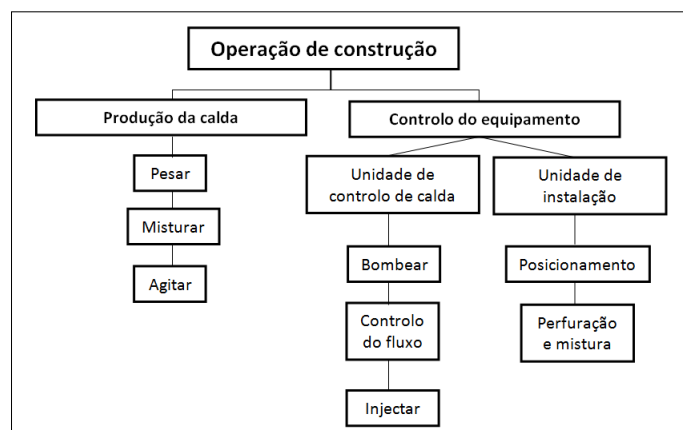 Operação de construção
Produção da calda
Controlo do equipamento
Pesar
Misturar
Agitar
Unidade de
controlo de calda
Bombear
Controlo
do fluxo
Injectar
Unidade de
instalação
Posicionamento
Perfuração
e mistura